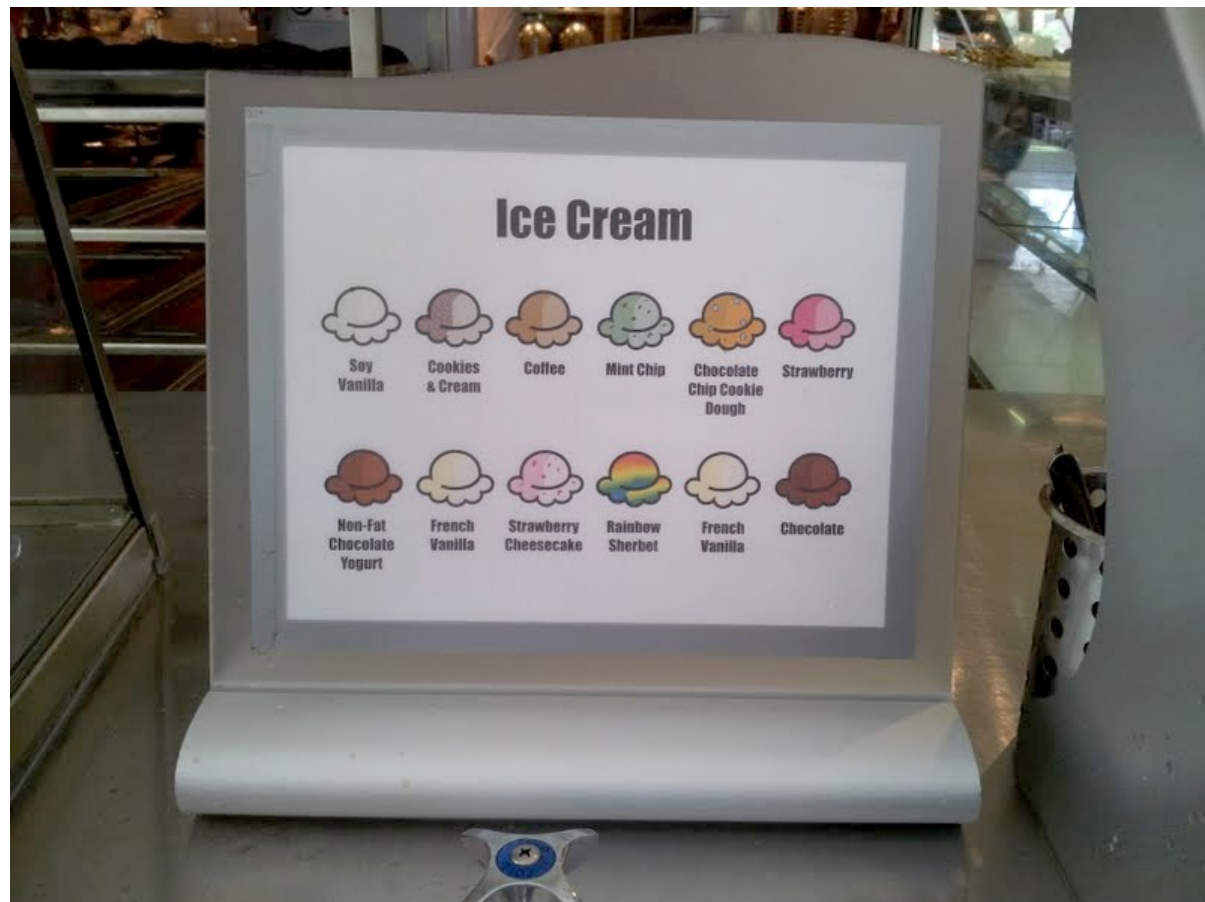 Ice Cream
Soy
Vanilla
Cookies
& Cream
Coffee
Mint Chip
Chocolate
Chip Cookie
Dough
Strawberry
Non-Fat
Chocolate
Yogurt
French
Vanilla
Strawberry
Cheesecake
Rainbow
Sherbet
French
Vanilla
Chocolate